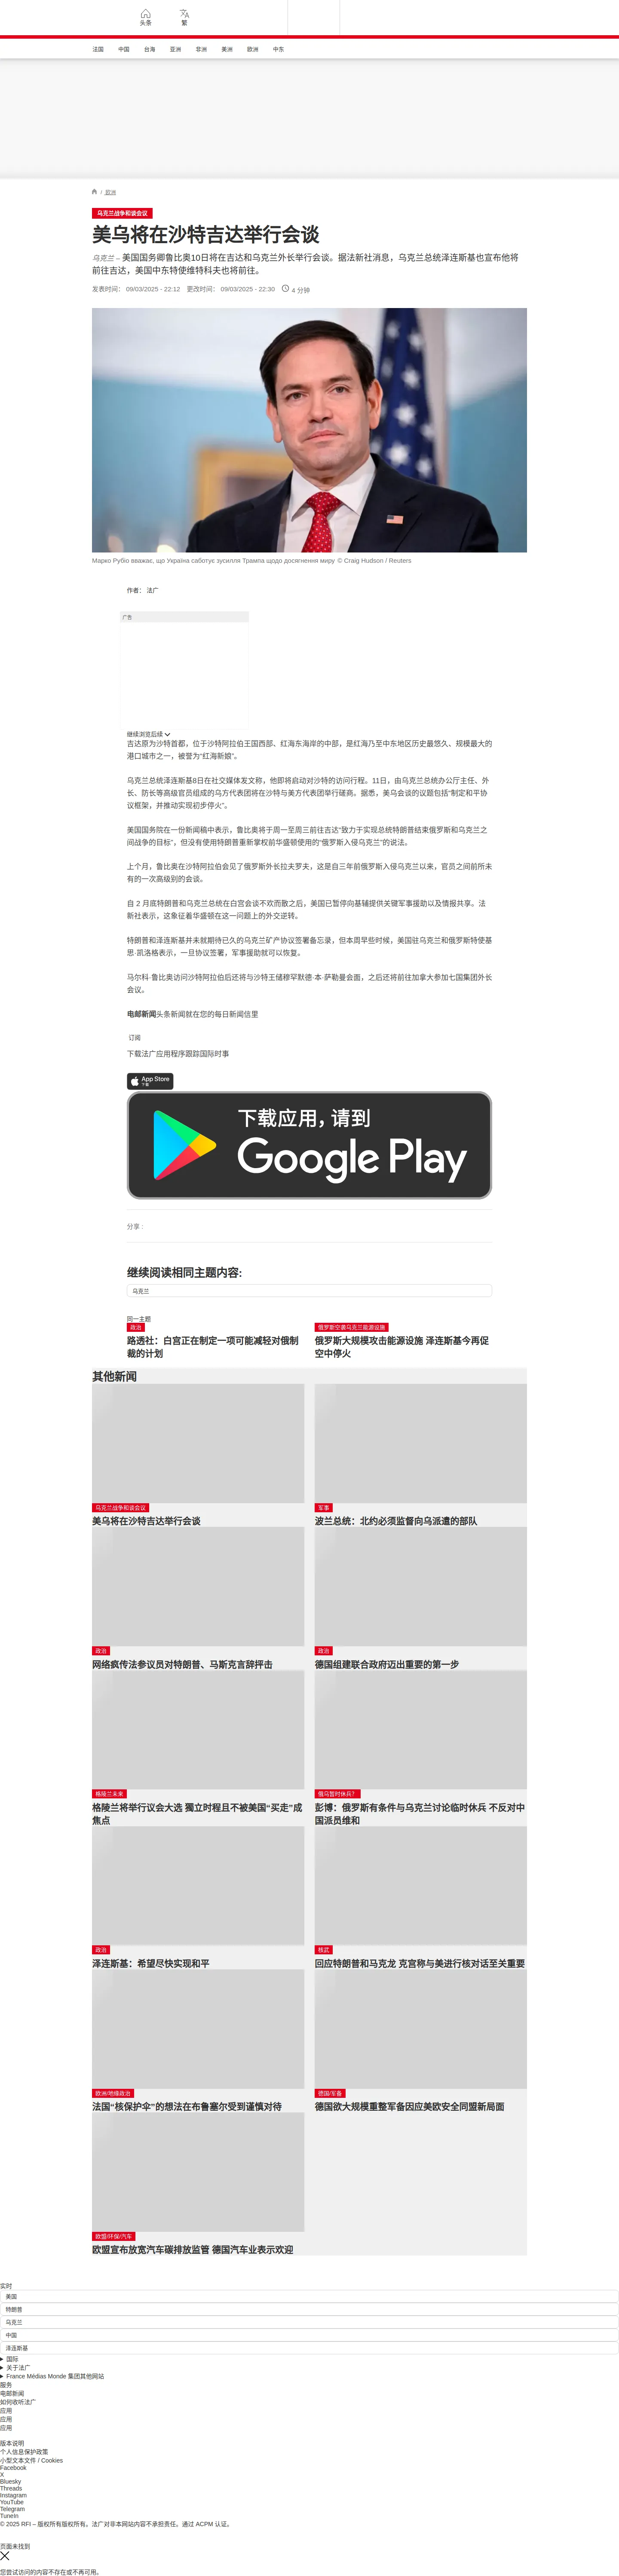 头条
繁
法国
中国
台海
亚洲
非洲
美洲
欧洲
中东
/ 欧洲
乌克兰战争和谈会议
美乌将在沙特吉达举行会谈
乌克兰 – 美国国务卿鲁比奥10日将在吉达和乌克兰外长举行会谈。据法新社消息，乌克兰总统泽连斯基也宣布他将
前往吉达，美国中东特使维特科夫也将前往。
发表时间： 09/03/2025 - 22:12 更改时间： 09/03/2025 - 22:30 4 分钟
Марко Рубіо вважає, що Україна саботує зусилля Трампа щодо досягнення миру © Craig Hudson / Reuters
作者： 法广
广告
继续浏览后续
吉达原为沙特首都，位于沙特阿拉伯王国西部、红海东海岸的中部，是红海乃至中东地区历史最悠久、规模最大的
港口城市之一，被誉为“红海新娘”。
乌克兰总统泽连斯基8日在社交媒体发文称，他即将启动对沙特的访问行程。11日，由乌克兰总统办公厅主任、外
长、防长等高级官员组成的乌方代表团将在沙特与美方代表团举行磋商。据悉，美乌会谈的议题包括“制定和平协
议框架，并推动实现初步停火”。
美国国务院在一份新闻稿中表示，鲁比奥将于周一至周三前往吉达“致力于实现总统特朗普结束俄罗斯和乌克兰之
间战争的目标”，但没有使用特朗普重新掌权前华盛顿使用的“俄罗斯入侵乌克兰”的说法。
上个月，鲁比奥在沙特阿拉伯会见了俄罗斯外长拉夫罗夫，这是自三年前俄罗斯入侵乌克兰以来，官员之间前所未
有的一次高级别的会谈。
自 2 月底特朗普和乌克兰总统在白宫会谈不欢而散之后，美国已暂停向基辅提供关键军事援助以及情报共享。法
新社表示，这象征着华盛顿在这一问题上的外交逆转。
特朗普和泽连斯基并未就期待已久的乌克兰矿产协议签署备忘录，但本周早些时候，美国驻乌克兰和俄罗斯特使基
思·凯洛格表示，一旦协议签署，军事援助就可以恢复。
马尔科·鲁比奥访问沙特阿拉伯后还将与沙特王储穆罕默德·本·萨勒曼会面，之后还将前往加拿大参加七国集团外长
会议。
电邮新闻头条新闻就在您的每日新闻信里
订阅
下载法广应用程序跟踪国际时事
App Store
下载
下载应用，请到
Google Play
分享 :
继续阅读相同主题内容:
乌克兰
同一主题
政治
路透社：白宫正在制定一项可能减轻对俄制
裁的计划
俄罗斯空袭乌克兰能源设施
俄罗斯大规模攻击能源设施 泽连斯基今再促
空中停火
其他新闻
乌克兰战争和谈会议
美乌将在沙特吉达举行会谈
军事
波兰总统：北约必须监督向乌派遣的部队
政治
网络疯传法参议员对特朗普、马斯克言辞抨击
政治
德国组建联合政府迈出重要的第一步
格陵兰未来
格陵兰将举行议会大选 獨立时程且不被美国“买走”成
焦点
俄乌暂时休兵?
彭博：俄罗斯有条件与乌克兰讨论临时休兵 不反对中
国派员维和
政治
泽连斯基：希望尽快实现和平
核武
回应特朗普和马克龙 克宫称与美进行核对话至关重要
欧洲/地缘政治
法国“核保护伞”的想法在布鲁塞尔受到谨慎对待
德国/军备
德国欲大规模重整军备因应美欧安全同盟新局面
欧盟/环保/汽车
欧盟宣布放宽汽车碳排放监管 德国汽车业表示欢迎
实时
美国
特朗普
乌克兰
中国
泽连斯基
国际
关于法广
France Médias Monde 集团其他网站
服务
电邮新闻
如何收听法广
应用
应用
应用
版本说明
个人信息保护政策
小型文本文件 / Cookies
Facebook
X
Bluesky
Threads
Instagram
YouTube
Telegram
TuneIn
© 2025 RFI – 版权所有版权所有。法广对非本网站内容不承担责任。通过 ACPM 认证。
页面未找到
您尝试访问的内容不存在或不再可用。